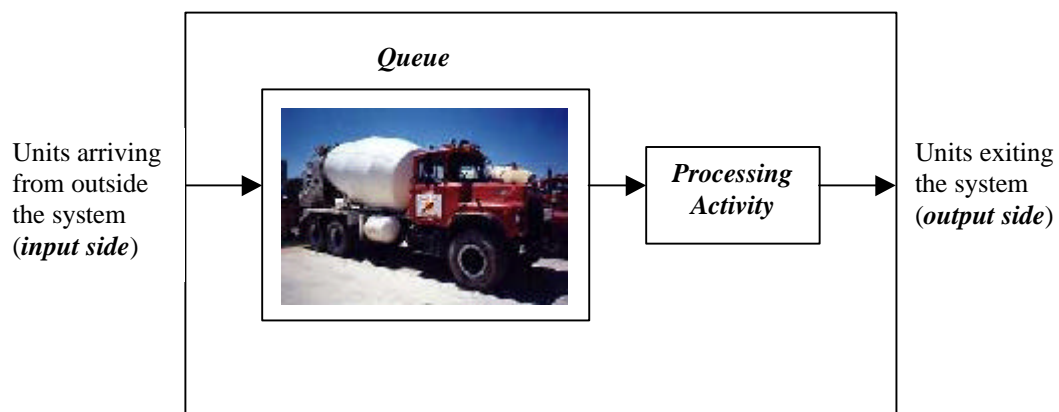 Queue
Units arriving
from outside
the system
(input side)
Processing
Activity
Units exiting
the system
(output side)